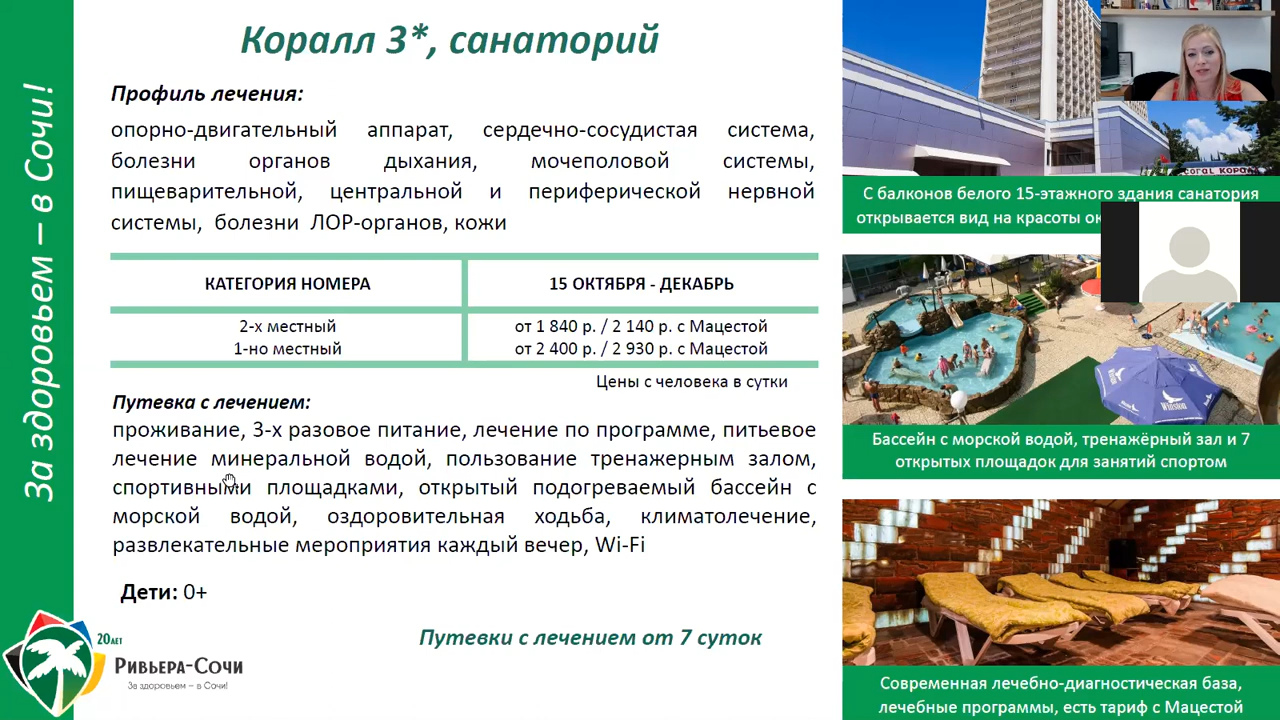 За здоровьем – в Сочи!
Коралл 3*, санаторий
Профиль лечения:
опорно-двигательный аппарат, сердечно-сосудистая система,
болезни органов дыхания, мочеполовой системы,
пищеварительной, центральной и периферической нервной
системы, болезни ЛОР-органов, кожи
КАТЕГОРИЯ НОМЕРА
15 ОКТЯБРЯ - ДЕКАБРЬ
2-х местный
от 1 840 р. / 2 140 р. с Мацестой
1-но местный
от 2 400 р. / 2 930 р. с Мацестой
Цены с человека в сутки
Путевка с лечением:
проживание, 3-х разовое питание, лечение по программе, питьевое
лечение минеральной водой, пользование тренажерным залом,
спортивными площадками, открытый подогреваемый бассейн с
морской водой, оздоровительная ходьба, климатолечение,
развлекательные мероприятия каждый вечер, Wi-Fi
Дети: 0+
Путевки с лечением от 7 суток
20 ЛЕТ
РИВЬЕРА-СОЧИ
За здоровьем – в Сочи!
coral
С балконов белого 15-этажного здания санатория
открывается вид на красоты
Winston
Бассейн с морской водой, тренажёрный зал и 7
открытых площадок для занятий спортом
Современная лечебно-диагностическая база,
лечебные программы, есть тариф с Мацестой